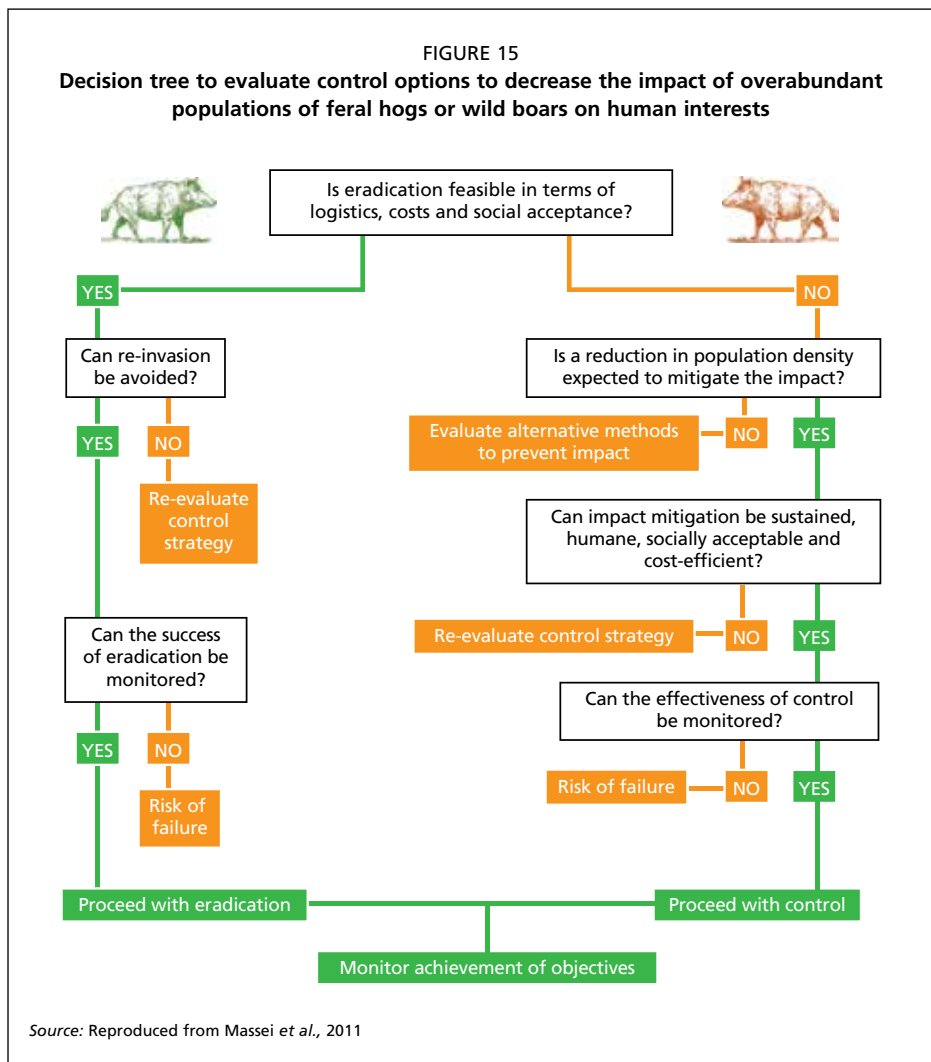 FIGURE 15
Decision tree to evaluate control options to decrease the impact of overabundant
populations of feral hogs or wild boars on human interests
Is eradication feasible in terms of
logistics, costs and social acceptance?
YES
NO
Can re-invasion
be avoided?
YES
NO
Re-evaluate
control
strategy
Can the success
of eradication be
monitored?
YES
NO
Risk of
failure
Proceed with eradication
Is a reduction in population density
expected to mitigate the impact?
Evaluate alternative methods
to prevent impact
NO
YES
Can impact mitigation be sustained,
humane, socially acceptable and
cost-efficient?
Re-evaluate control strategy
NO
YES
Can the effectiveness of control
be monitored?
Risk of failure
NO
YES
Proceed with control
Monitor achievement of objectives
Source: Reproduced from Massei et al., 2011